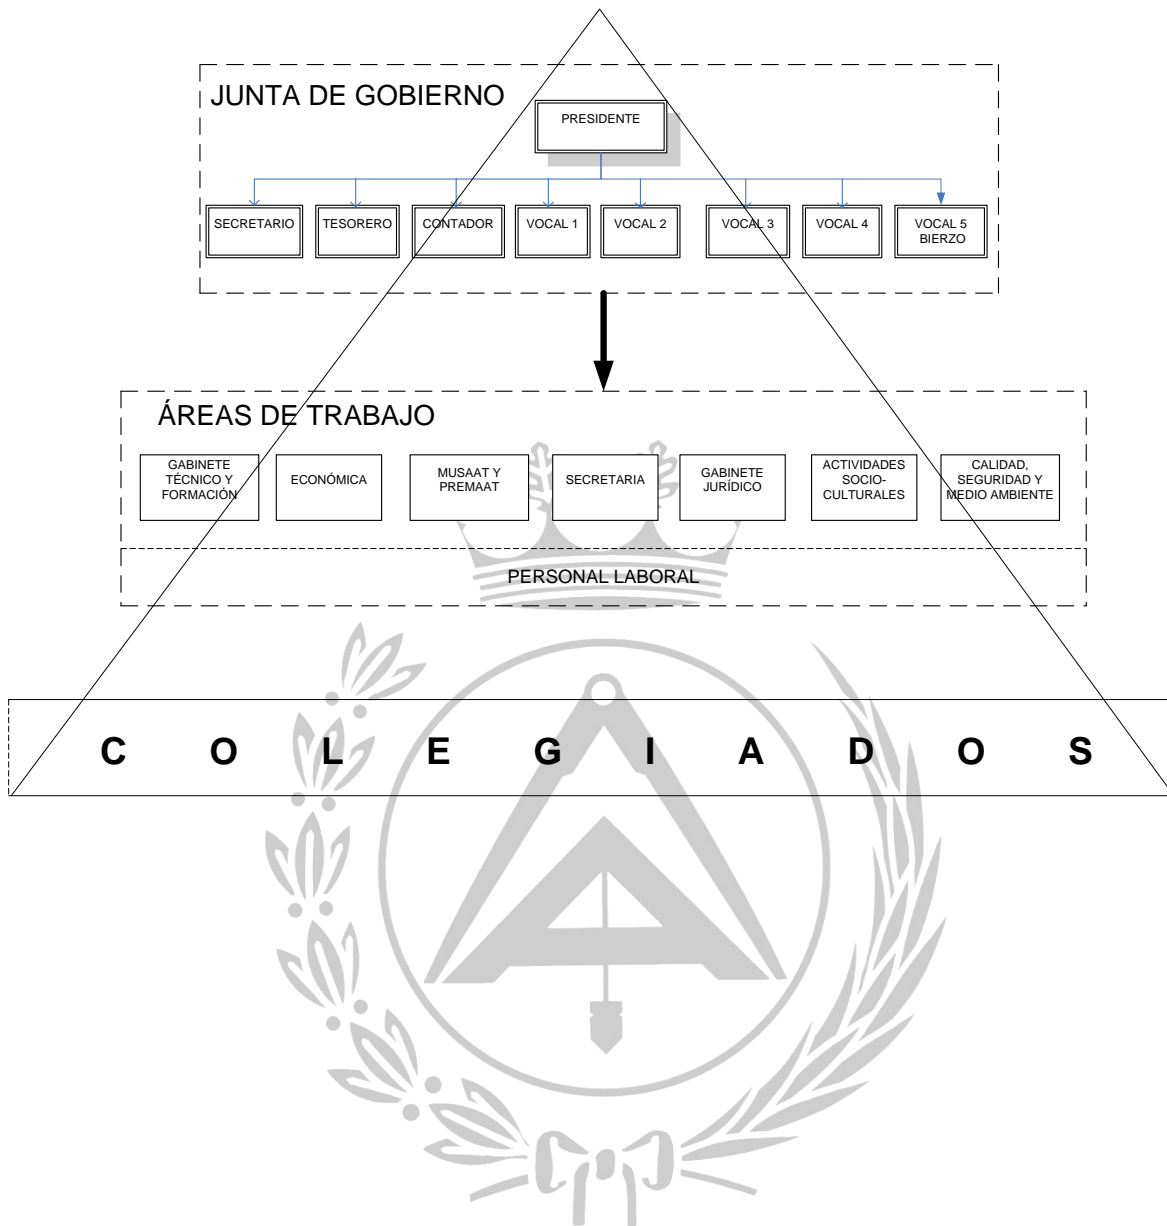 JUNTA DE GOBIERNO
PRESIDENTE
SECRETARIO
TESORERO
CONTADOR
VOCAL 1
VOCAL 2
VOCAL 3
VOCAL 4
VOCAL 5
BIERZO
ÁREAS DE TRABAJO
GABINETE
TÉCNICO Y
FORMACIÓN
ECONÓMICA
MUSAAT Y
PREMAAT
SECRETARIA
GABINETE
JURÍDICO
ACTIVIDADES
SOCIO-
CULTURALES
CALIDAD,
SEGURIDAD Y
MEDIO AMBIENTE
PERSONAL LABORAL
C O L E G I A D O S